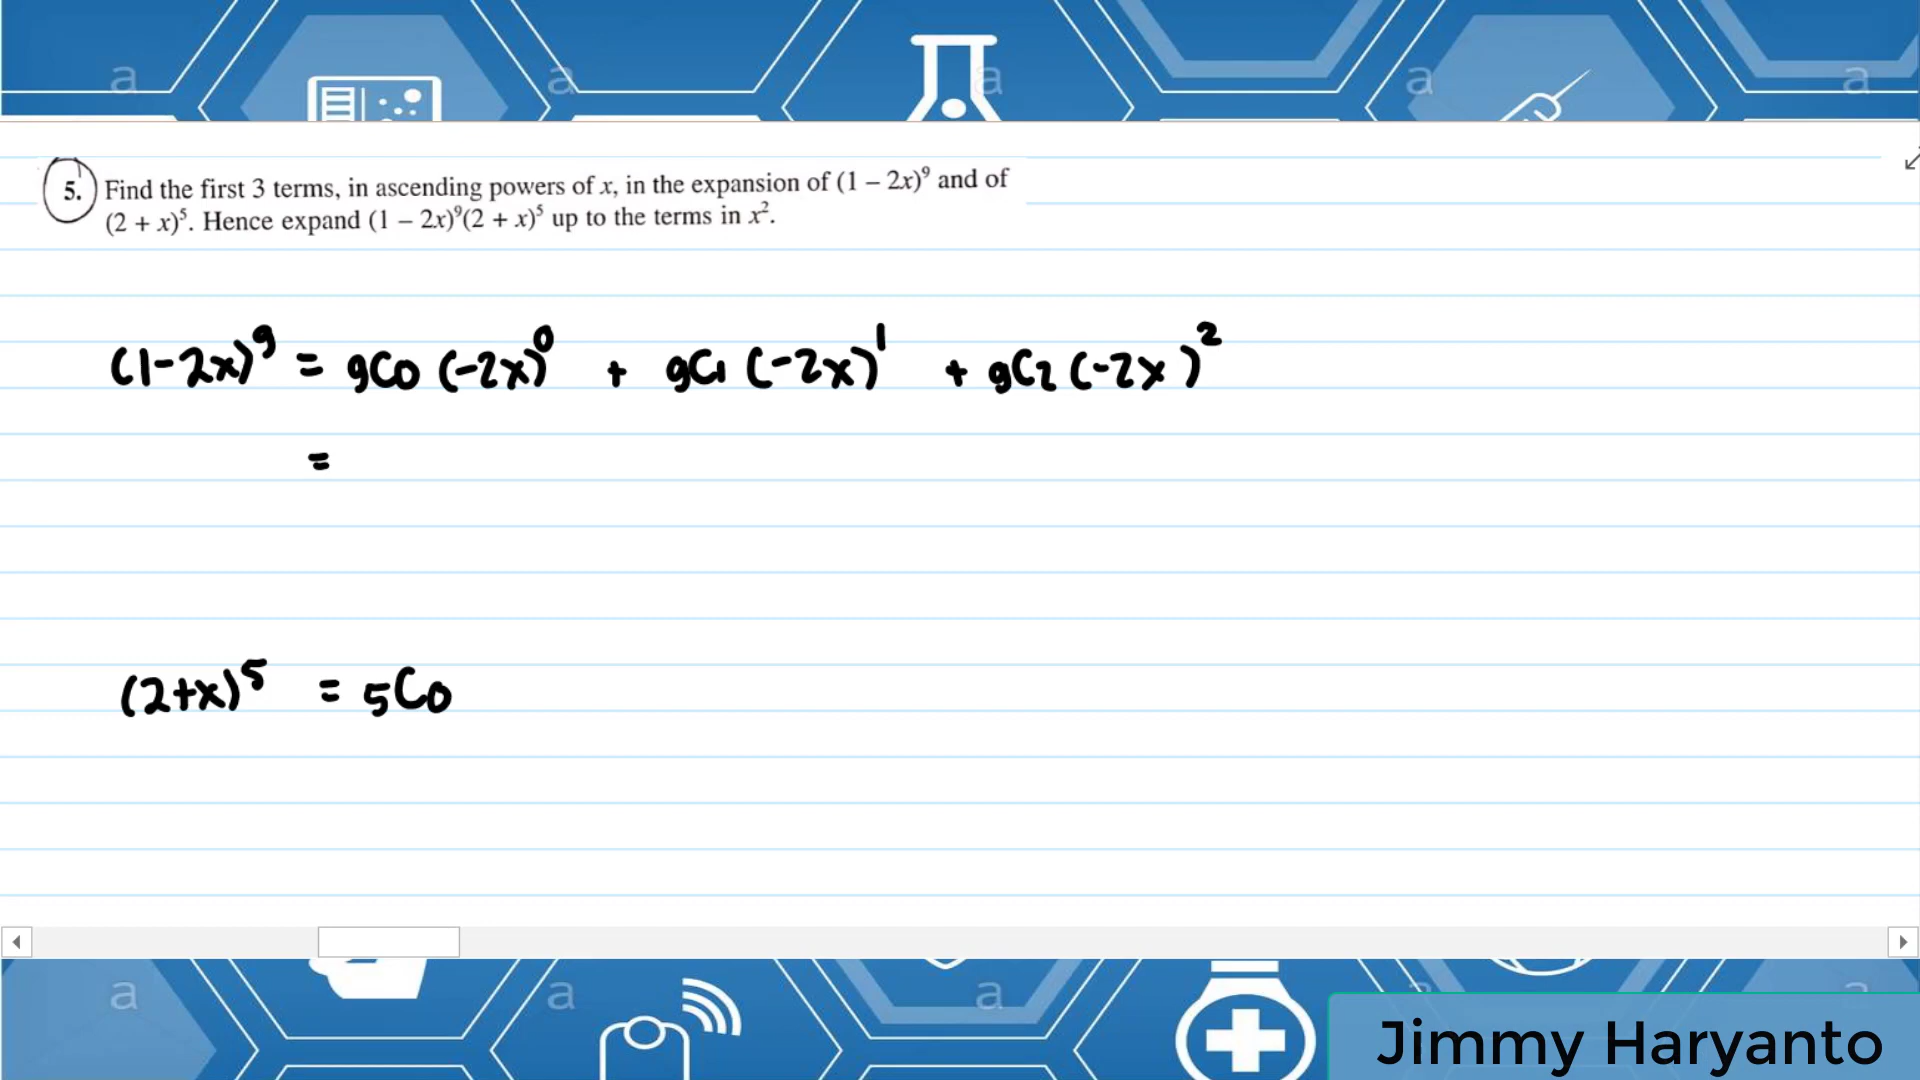 5. Find the first 3 terms, in ascending powers of x, in the expansion of (1 – 2x)⁹ and of
(2 + x)⁵. Hence expand (1 – 2x)⁹(2 + x)⁵ up to the terms in x².
(1-2x)⁹ = 9C0 (-2x)⁰ + 9C1 (-2x)¹ + 9C2 (-2x)²
=
(2+x)⁵ = 5C0
Jimmy Haryanto